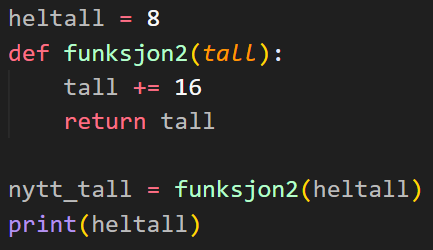 heltall = 8
def funksjon2(tall):
    tall += 16
    return tall

nytt_tall = funksjon2(heltall)
print(heltall)